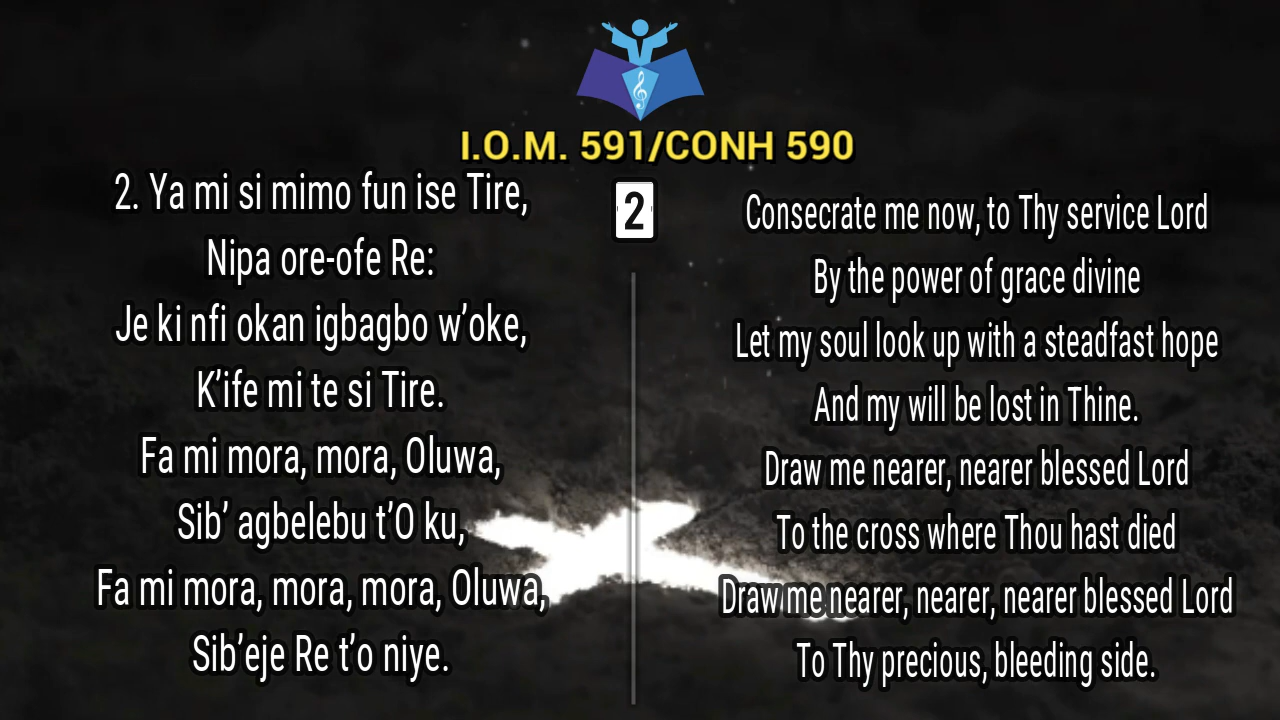 I.O.M. 591/CONH 590
2. Ya mi si mimo fun ise Tire,
Nipa ore-ofe Re:
Je ki nfi okan igbagbo w’oke,
K’ife mi te si Tire.
Fa mi mora, mora, Oluwa,
Sib’ agbelebu t’O ku,
Fa mi mora, mora, mora, Oluwa,
Sib’eje Re t’o niye.
2
Consecrate me now, to Thy service Lord
By the power of grace divine
Let my soul look up with a steadfast hope
And my will be lost in Thine.
Draw me nearer, nearer blessed Lord
To the cross where Thou hast died
Draw me nearer, nearer, nearer blessed Lord
To Thy precious, bleeding side.